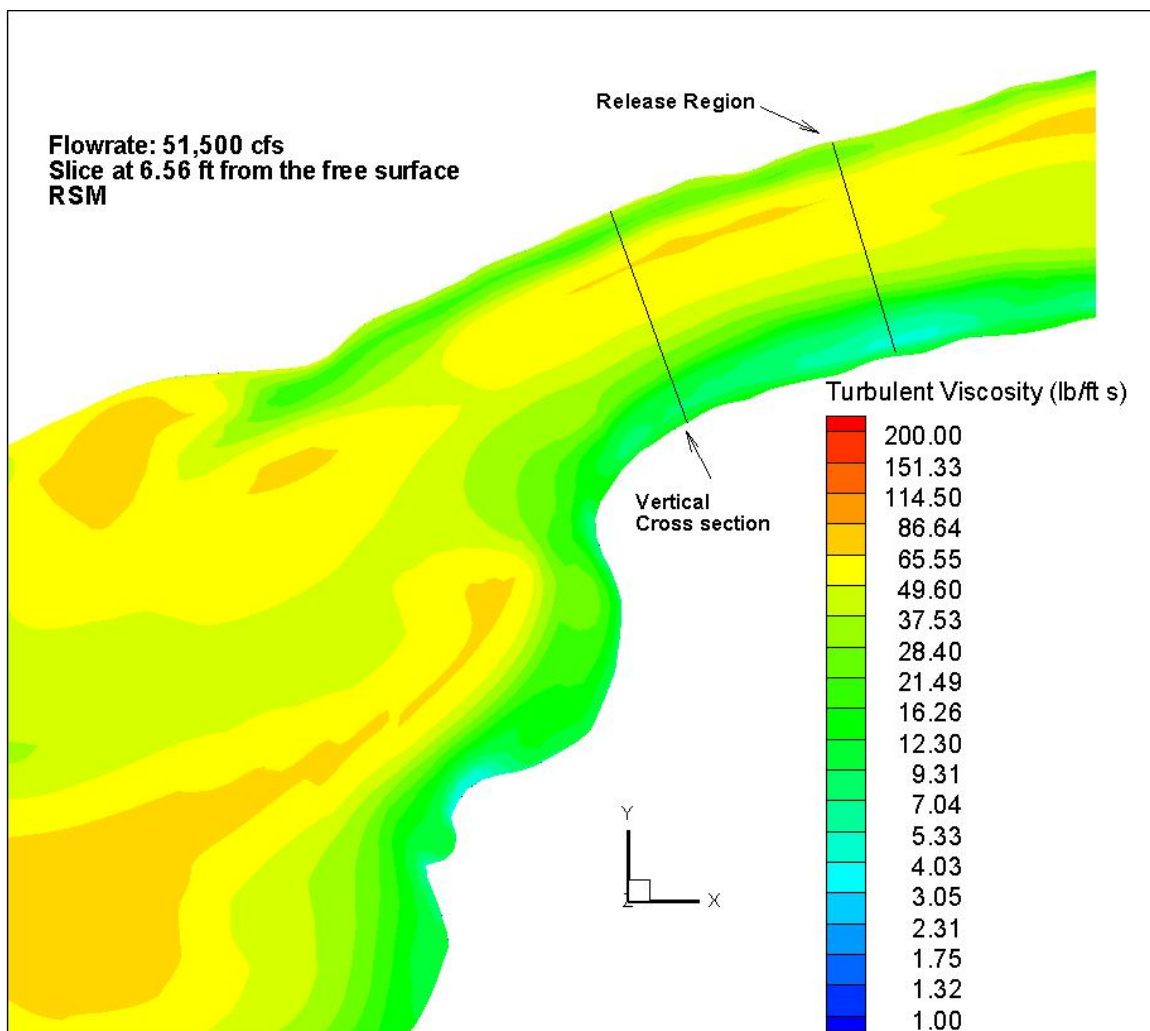 Release Region
Flowrate: 51,500 cfs
Slice at 6.56 ft from the free surface
RSM
Vertical
Cross section
Turbulent Viscosity (lb/ft s)
200.00
151.33
114.50
86.64
65.55
49.60
37.53
28.40
21.49
16.26
12.30
9.31
7.04
5.33
4.03
3.05
2.31
1.75
1.32
1.00
Y
Z
X